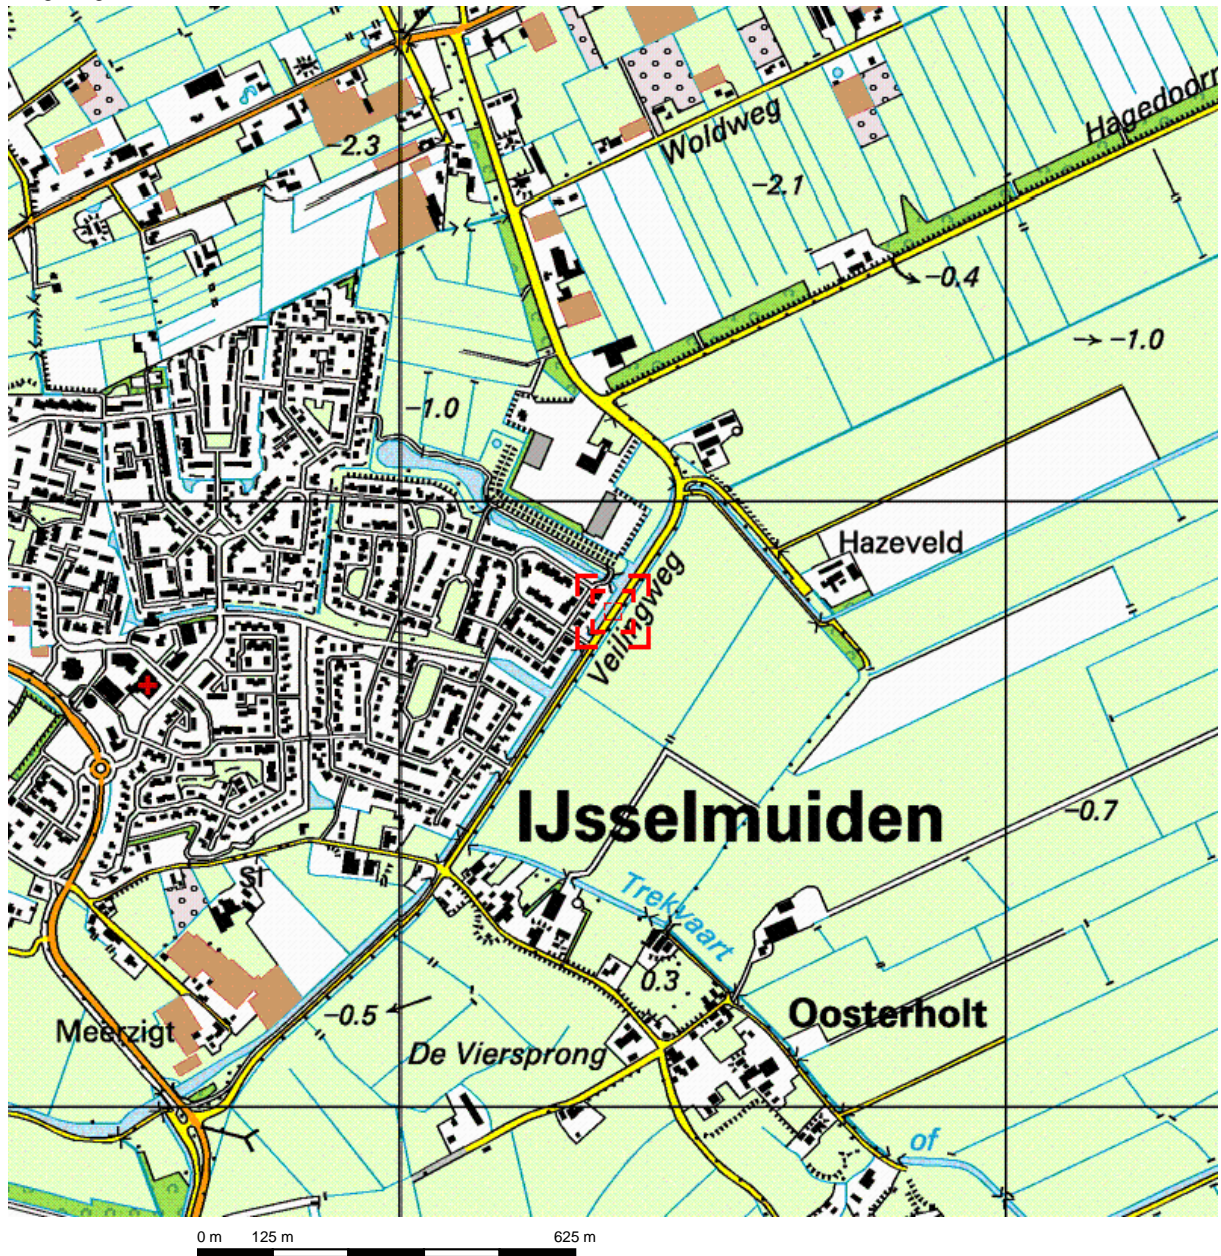 Woldweg
Hagedoorn
-2.3
-2.1
-0.4
-1.0
-1.0
Hazeveld
Veilingweg
-0.7
IJsselmuiden
Sl
Trekvaart
0.3
-0.5
Oosterholt
Meerzigt
De Viersprong
of
0 m 125 m 625 m